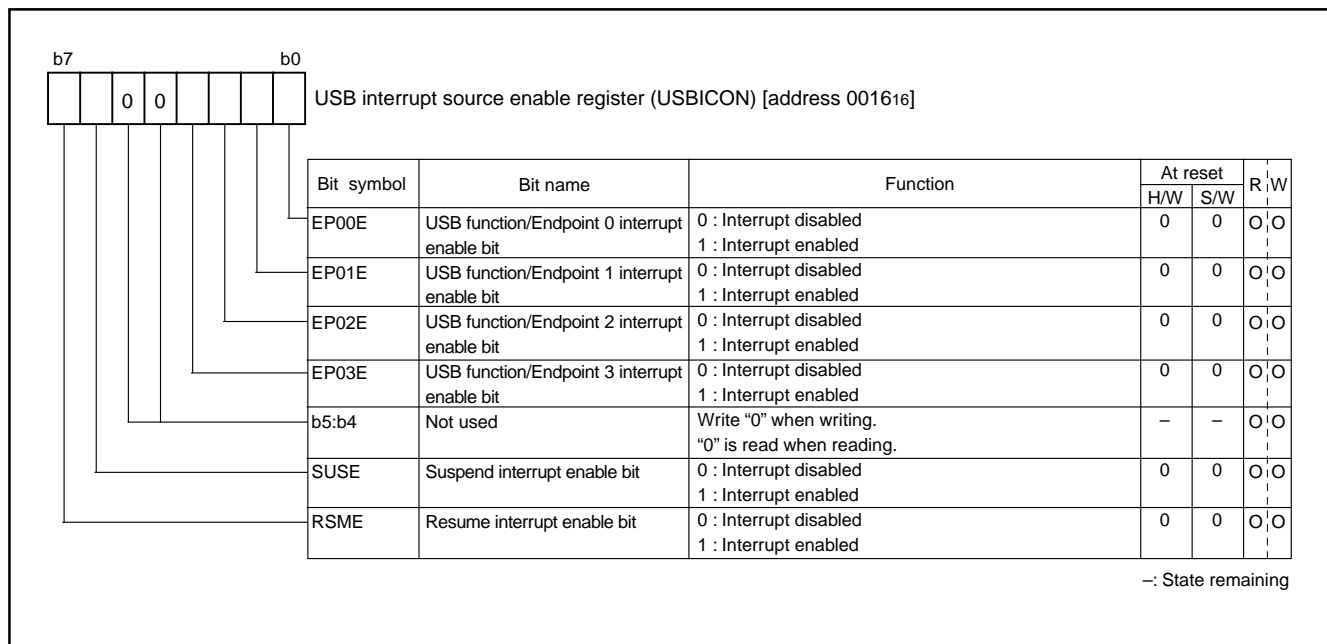 b7 b0
0 0
USB interrupt source enable register (USBICON) [address 001616]
Bit symbol Bit name Function At reset R W
H/W S/W
EP00E USB function/Endpoint 0 interrupt 0 : Interrupt disabled 0 0 O O
enable bit 1 : Interrupt enabled
EP01E USB function/Endpoint 1 interrupt 0 : Interrupt disabled 0 0 O O
enable bit 1 : Interrupt enabled
EP02E USB function/Endpoint 2 interrupt 0 : Interrupt disabled 0 0 O O
enable bit 1 : Interrupt enabled
EP03E USB function/Endpoint 3 interrupt 0 : Interrupt disabled 0 0 O O
enable bit 1 : Interrupt enabled
b5:b4 Not used Write “0” when writing. – – O O
“0” is read when reading.
SUSE Suspend interrupt enable bit 0 : Interrupt disabled 0 0 O O
1 : Interrupt enabled
RSME Resume interrupt enable bit 0 : Interrupt disabled 0 0 O O
1 : Interrupt enabled
–: State remaining